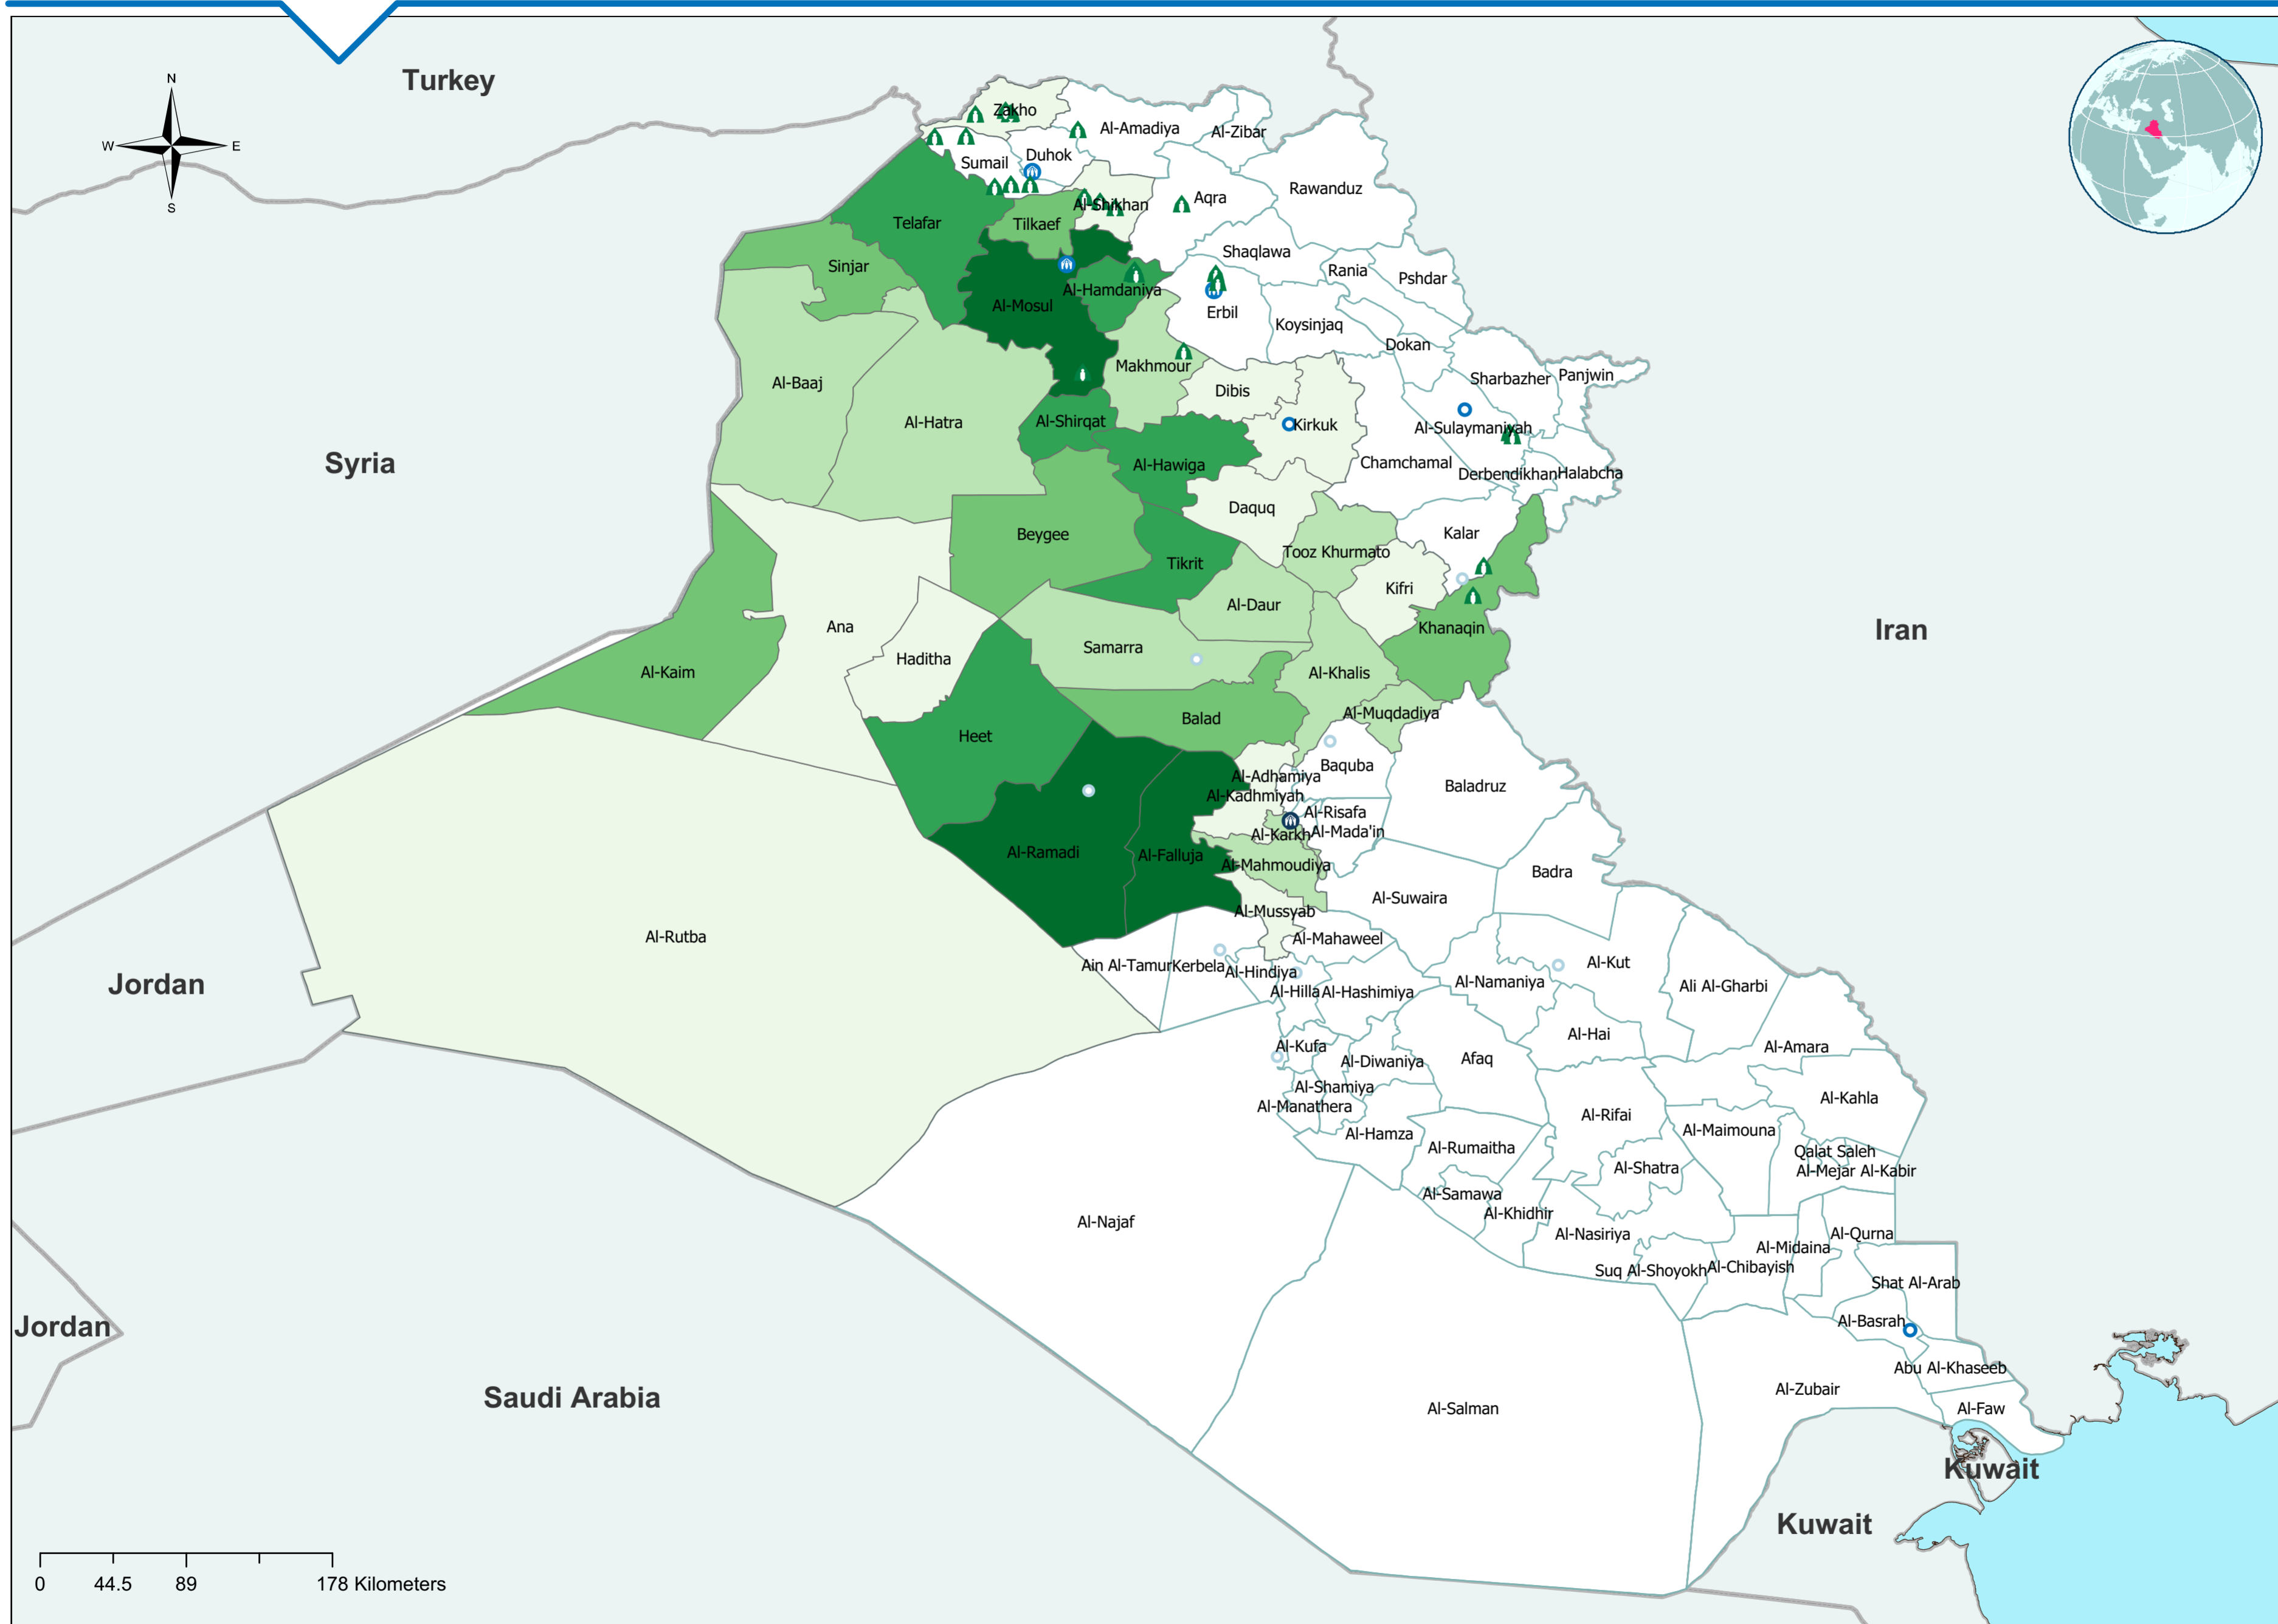 Turkey
N
W
E
S
Zakho
Al-Amadiya
Al-Zibar
Sumail
Duhok
Rawanduz
Al-Shikhan
Aqra
Telafar
Tilkaef
Shaqlawa
Sinjar
Rania
Pshdar
Al-Mosul
Al-Hamdaniya
Erbil
Koysinjaq
Dokan
Al-Baaj
Makhmour
Sharbazher
Panjwin
Dibis
Al-Hatra
Al-Shirqat
Kirkuk
Al-Sulaymaniyah
Syria
Al-Hawiga
Chamchamal
Derbendikhan
Halabcha
Daquq
Beygee
Kalar
Tooz Khurmato
Tikrit
Kifri
Al-Daur
Ana
Khanaqin
Iran
Samarra
Haditha
Al-Kaim
Al-Khalis
Al-Muqdadiya
Balad
Heet
Baquba
Al-Adhamiya
Baladruz
Al-Kadhmiyah
Al-Risafa
Al-Karkh
Al-Mada'in
Al-Ramadi
Al-Falluja
Al-Mahmoudiya
Badra
Al-Suwaira
Al-Mussyab
Al-Rutba
Al-Mahaweel
Ain Al-Tamur
Kerbela
Al-Hindiya
Al-Kut
Jordan
Al-Hilla
Al-Hashimiya
Al-Namaniya
Ali Al-Gharbi
Al-Hai
Al-Kufa
Al-Diwaniya
Afaq
Al-Amara
Al-Shamiya
Al-Manathera
Al-Kahla
Al-Rifai
Al-Hamza
Al-Maimouna
Al-Rumaitha
Qalat Saleh
Al-Shatra
Al-Mejar Al-Kabir
Al-Samawa
Al-Khidhir
Al-Najaf
Al-Nasiriya
Al-Qurna
Al-Midaina
Suq Al-Shoyokh
Al-Chibayish
Shat Al-Arab
Jordan
Al-Basrah
Abu Al-Khaseeb
Al-Zubair
Saudi Arabia
Al-Salman
Al-Faw
Kuwait
Kuwait
0 44.5 89 178 Kilometers